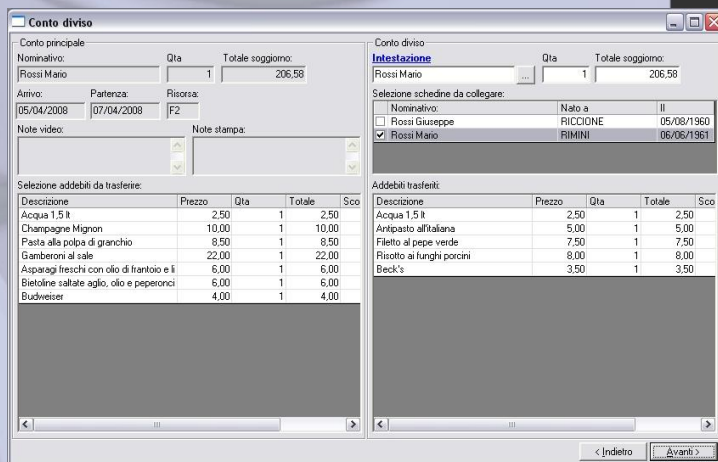 Conto diviso
Conto principale
Nominativo: Qta Totale soggiorno:
Rossi Mario 1 206,58
Arrivo: Partenza: Risorsa:
05/04/2008 07/04/2008 F2
Note video: Note stampa:
Selezione addebiti da trasferire:
Descrizione Prezzo Qta Totale Sco
Acqua 1,5 lt 2,50 1 2,50
Champagne Mignon 10,00 1 10,00
Pasta alla polpa di granchio 8,50 1 8,50
Gamberoni al sale 22,00 1 22,00
Asparagi freschi con olio di frantoio e li 6,00 1 6,00
Bietoline saltate aglio, olio e peperonci 6,00 1 6,00
Budweiser 4,00 1 4,00
Conto diviso
Intestazione Qta Totale soggiorno:
Rossi Mario ... 1 206,58
Selezione schedine da collegare:
Nominativo: Nato a Il
Rossi Giuseppe RICCIONE 05/08/1960
Rossi Mario RIMINI 06/06/1961
Addebiti trasferiti:
Descrizione Prezzo Qta Totale Sco
Acqua 1,5 lt 2,50 1 2,50
Antipasto all'italiana 5,00 1 5,00
Filetto al pepe verde 7,50 1 7,50
Risotto ai funghi porcini 8,00 1 8,00
Beck's 3,50 1 3,50
< Indietro Avanti >